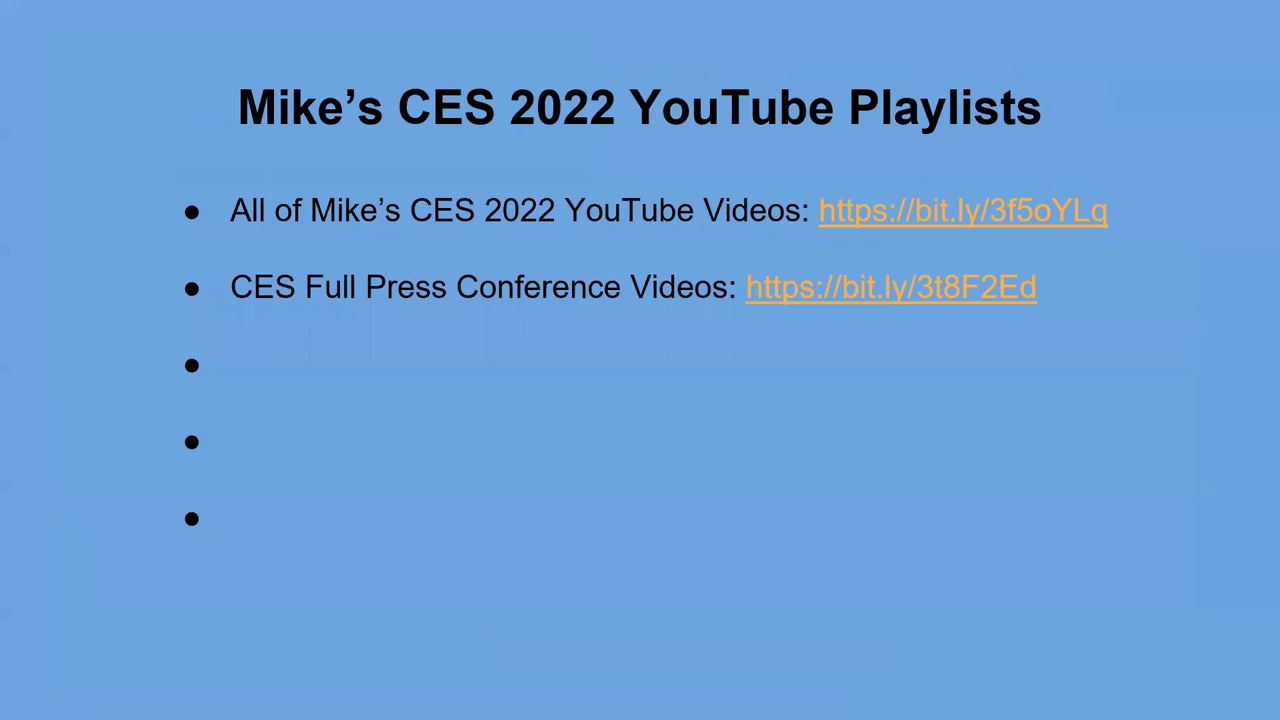 Mike’s CES 2022 YouTube Playlists
● All of Mike’s CES 2022 YouTube Videos: https://bit.ly/3f5oYLq
● CES Full Press Conference Videos: https://bit.ly/3t8F2Ed
●
●
●